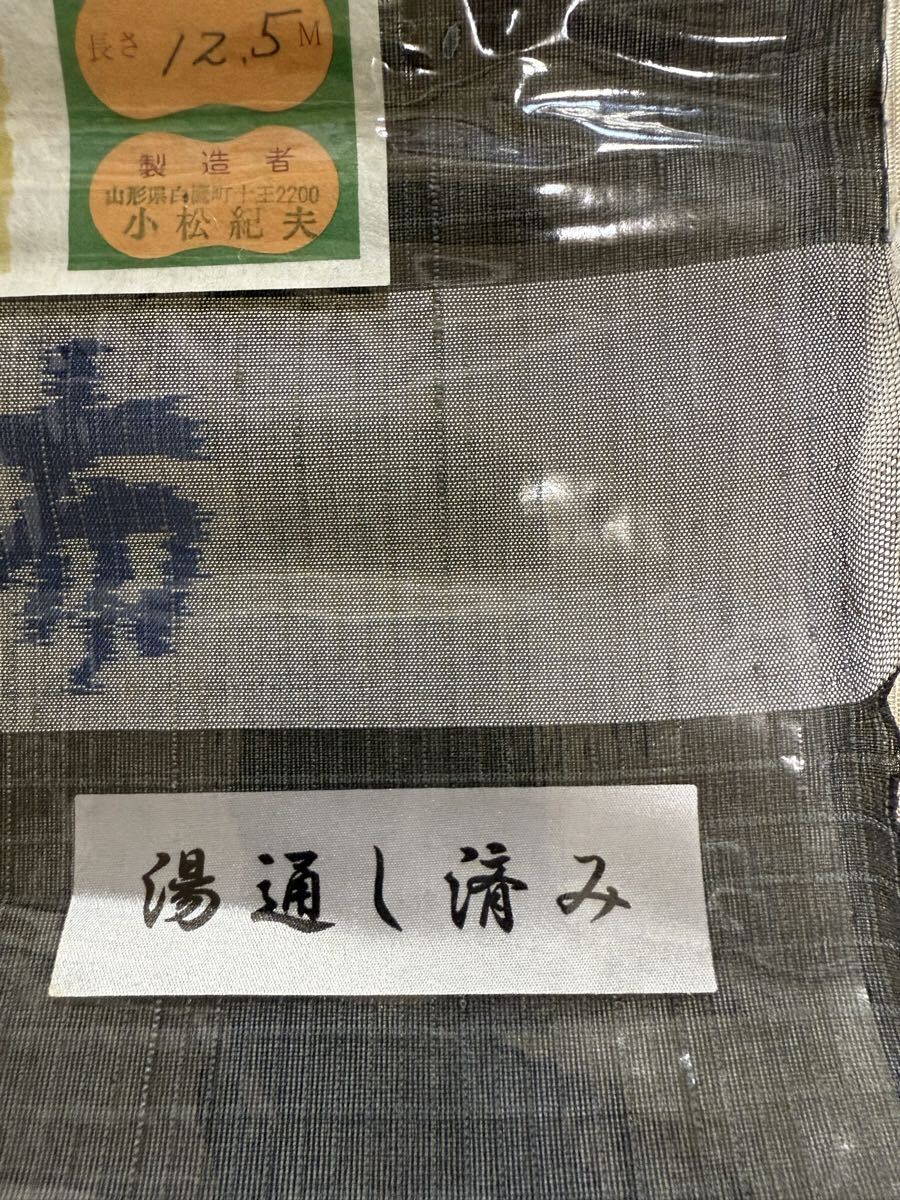 長さ 12.5 M
製造者
山形県白鷹町十王2200
小松紀夫
湯通し済み